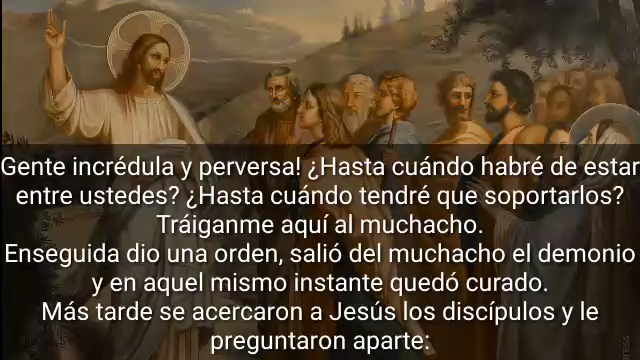 Gente incrédula y perversa! ¿Hasta cuándo habré de estar
entre ustedes? ¿Hasta cuándo tendré que soportarlos?
Tráiganme aquí al muchacho.
Enseguida dio una orden, salió del muchacho el demonio
y en aquel mismo instante quedó curado.
Más tarde se acercaron a Jesús los discípulos y le
preguntaron aparte: